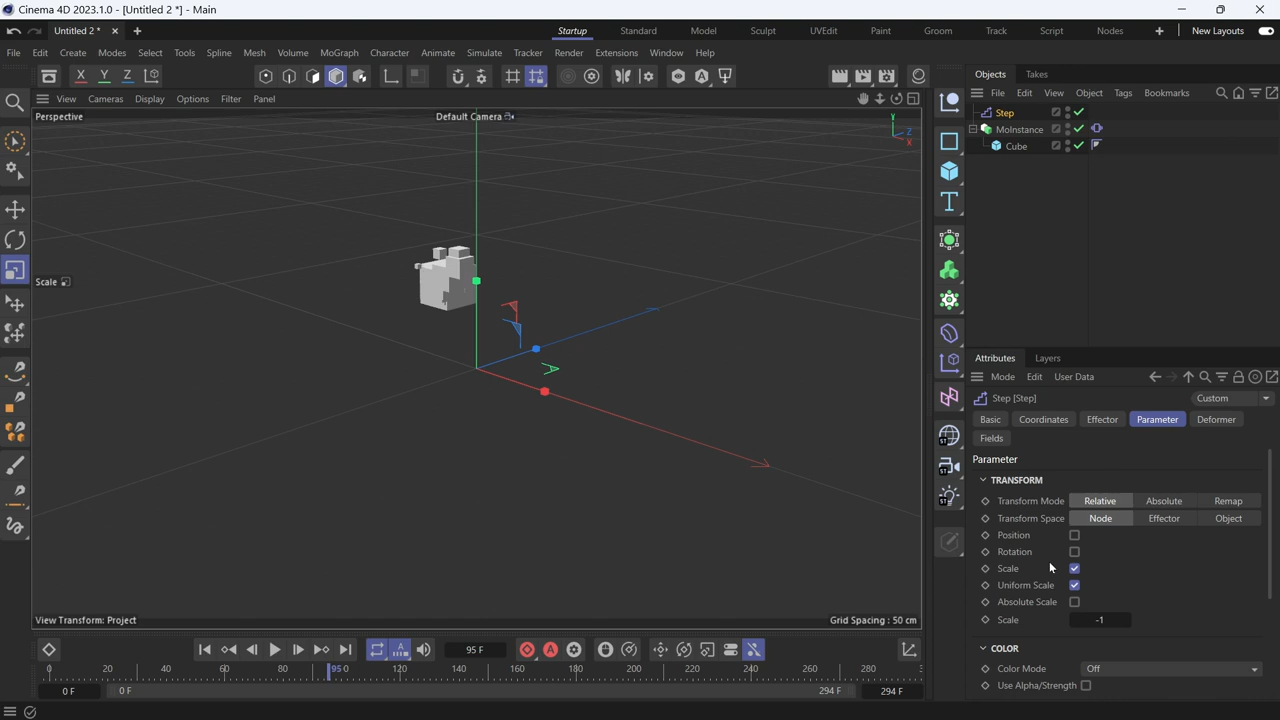 Cinema 4D 2023.1.0 - [Untitled 2 *] - Main
Untitled 2 *
Startup Standard Model Sculpt UVEdit Paint Groom Track Script Nodes New Layouts
File Edit Create Modes Select Tools Spline Mesh Volume MoGraph Character Animate Simulate Tracker Render Extensions Window Help
X Y Z
Objects Takes
View Cameras Display Options Filter Panel
File Edit View Object Tags Bookmarks
Perspective
Default Camera
Y
Z
X
Step
MoInstance
Cube
Scale
Attributes Layers
Mode Edit User Data
Step [Step]
Custom
Basic Coordinates Effector Parameter Deformer
Fields
Parameter
TRANSFORM
Transform Mode Relative Absolute Remap
Transform Space Node Effector Object
Position
Rotation
Scale
Uniform Scale
Absolute Scale
Scale -1
View Transform: Project
Grid Spacing : 50 cm
COLOR
Color Mode Off
Use Alpha/Strength
95 F
0 20 40 60 80 95 0 120 140 160 180 200 220 240 260 280
0 F
0 F
294 F
294 F